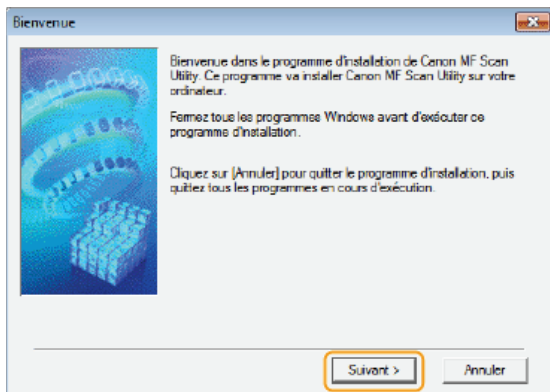 Bienvenue
Bienvenue dans le programme d'installation de Canon MF Scan
Utility. Ce programme va installer Canon MF Scan Utility sur votre
ordinateur.
Fermez tous les programmes Windows avant d'exécuter ce
programme d'installation.
Cliquez sur [Annuler] pour quitter le programme d'installation, puis
quittez tous les programmes en cours d'exécution.
Suivant >
Annuler